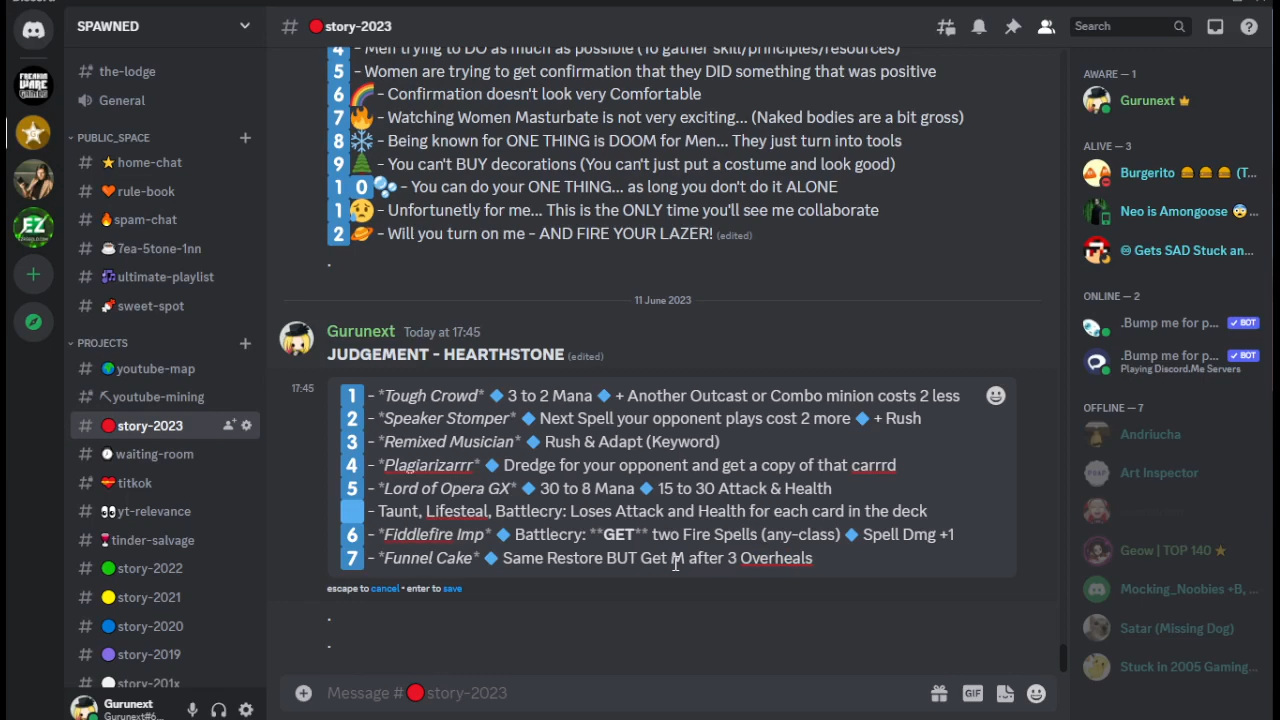 Discord
SPAWNED
the-lodge
General
PUBLIC_SPACE
home-chat
rule-book
spam-chat
7ea-5tone-1nn
ultimate-playlist
sweet-spot
PROJECTS
youtube-map
youtube-mining
story-2023
waiting-room
titkok
yt-relevance
tinder-salvage
story-2022
story-2021
story-2020
story-2019
story-201x
Gurunext
Gurunext#6...
FREAKIN
WARE
GAMES
EZ
# story-2023
Search
4 - Men trying to DO as much as possible (To gather skill/principles/resources)
5 - Women are trying to get confirmation that they DID something that was positive
6 🌈 - Confirmation doesn't look very Comfortable
7 🔥 - Watching Women Masturbate is not very exciting... (Naked bodies are a bit gross)
8 ❄️ - Being known for ONE THING is DOOM for Men... They just turn into tools
9 🌲 - You can't BUY decorations (You can't just put a costume and look good)
1 0 🫧 - You can do your ONE THING... as long you don't do it ALONE
1 😥 - Unfortunetly for me... This is the ONLY time you'll see me collaborate
2 🪐 - Will you turn on me - AND FIRE YOUR LAZER! (edited)
.
11 June 2023
Gurunext Today at 17:45
JUDGEMENT - HEARTHSTONE (edited)
17:45
1 - *Tough Crowd* 🔷 3 to 2 Mana 🔷 + Another Outcast or Combo minion costs 2 less
2 - *Speaker Stomper* 🔷 Next Spell your opponent plays cost 2 more 🔷 + Rush
3 - *Remixed Musician* 🔷 Rush & Adapt (Keyword)
4 - *Plagiarizarrr* 🔷 Dredge for your opponent and get a copy of that carrrd
5 - *Lord of Opera GX* 🔷 30 to 8 Mana 🔷 15 to 30 Attack & Health
- Taunt, Lifesteal, Battlecry: Loses Attack and Health for each card in the deck
6 - *Fiddlefire Imp* 🔷 Battlecry: **GET** two Fire Spells (any-class) 🔷 Spell Dmg +1
7 - *Funnel Cake* 🔷 Same Restore BUT Get M after 3 Overheals
escape to cancel • enter to save
.
.
Message # story-2023
GIF
AWARE — 1
Gurunext
ALIVE — 3
Burgerito 🍔 🍔 🍔 (T...
Neo is Amongoose 😨...
♾ Gets SAD Stuck an...
ONLINE — 2
.Bump me for p... ✓ BOT
.Bump me for p... ✓ BOT
Playing Discord.Me Servers
OFFLINE — 7
Andriucha
Art Inspector
Geow | TOP 140 ★
Mocking_Noobies +B, ...
Satar (Missing Dog)
Stuck in 2005 Gaming...